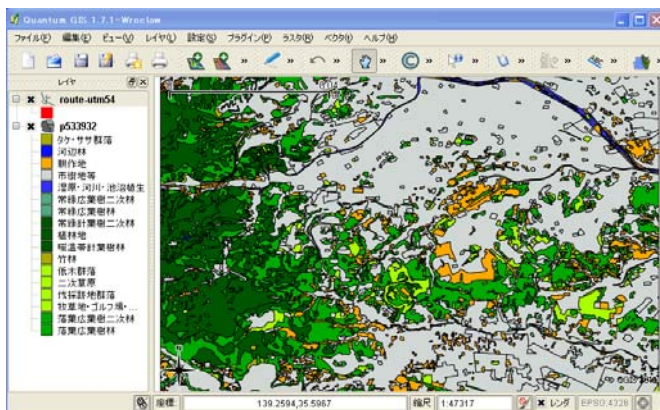 Quantum GIS 1.7.1-Wroclaw
ファイル(F) 編集(E) ビュー(V) レイヤ(L) 設定(S) プラグイン(P) ラスタ(R) ベクタ(I) ヘルプ(H)
レイヤ
route-utm54
p533932
タケ・ササ群落
河辺林
耕作地
市街地等
湿原・河川・池沼植生
常緑広葉樹二次林
常緑広葉樹林
常緑針葉樹二次林
植林地
暖温帯針葉樹林
竹林
低木群落
二次草原
伐採跡地群落
牧草地・ゴルフ場・...
落葉広葉樹二次林
落葉広葉樹林
座標: 139.2594,35.5967 縮尺 1:47317 レンダ EPSG:4326